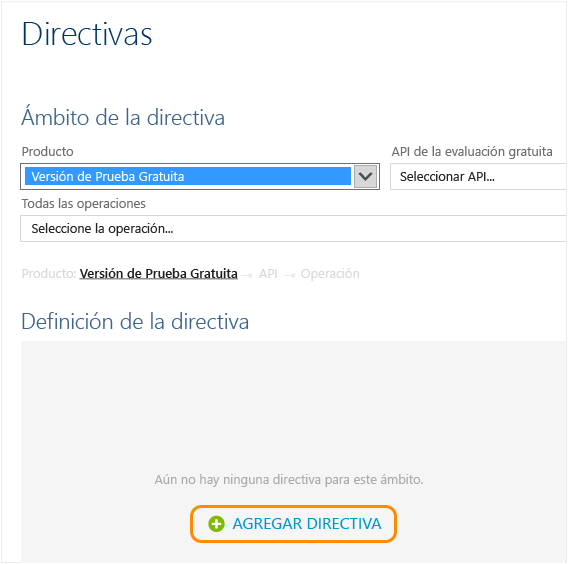 Directivas
Ámbito de la directiva
Producto
API de la evaluación gratuita
Versión de Prueba Gratuita
Seleccionar API...
Todas las operaciones
Seleccione la operación...
Producto: Versión de Prueba Gratuita → API → Operación
Definición de la directiva
Aún no hay ninguna directiva para este ámbito.
AGREGAR DIRECTIVA